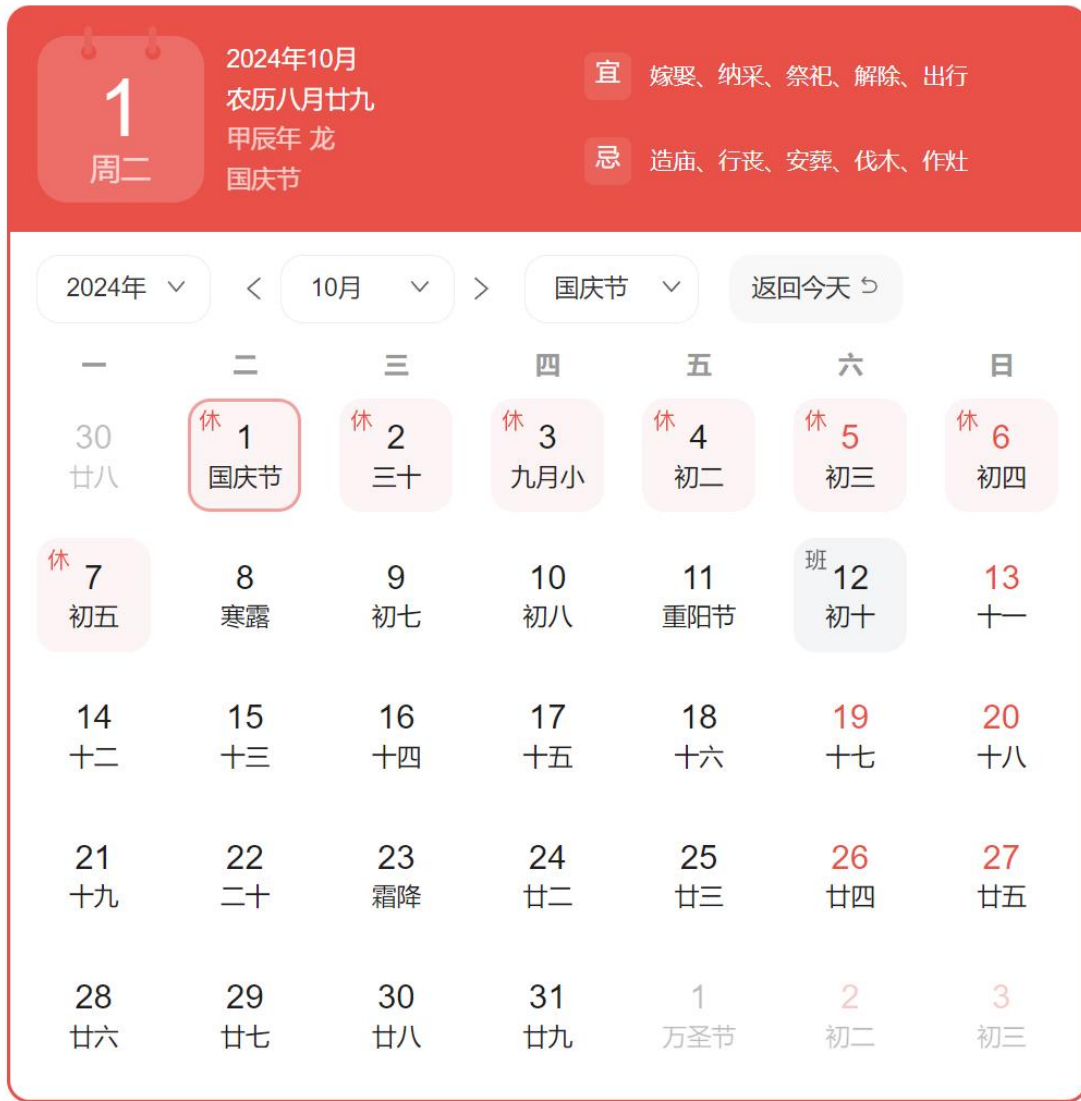 1
周二
2024年10月
农历八月廿九
甲辰年 龙
国庆节
宜 嫁娶、纳采、祭祀、解除、出行
忌 造庙、行丧、安葬、伐木、作灶
2024年 < 10月 > 国庆节 返回今天
一 二 三 四 五 六 日
30 休 1 休 2 休 3 休 4 休 5 休 6
廿八 国庆节 三十 九月小 初二 初三 初四
休 7 8 9 10 11 班 12 13
初五 寒露 初七 初八 重阳节 初十 十一
14 15 16 17 18 19 20
十二 十三 十四 十五 十六 十七 十八
21 22 23 24 25 26 27
十九 二十 霜降 廿二 廿三 廿四 廿五
28 29 30 31 1 2 3
廿六 廿七 廿八 廿九 万圣节 初二 初三